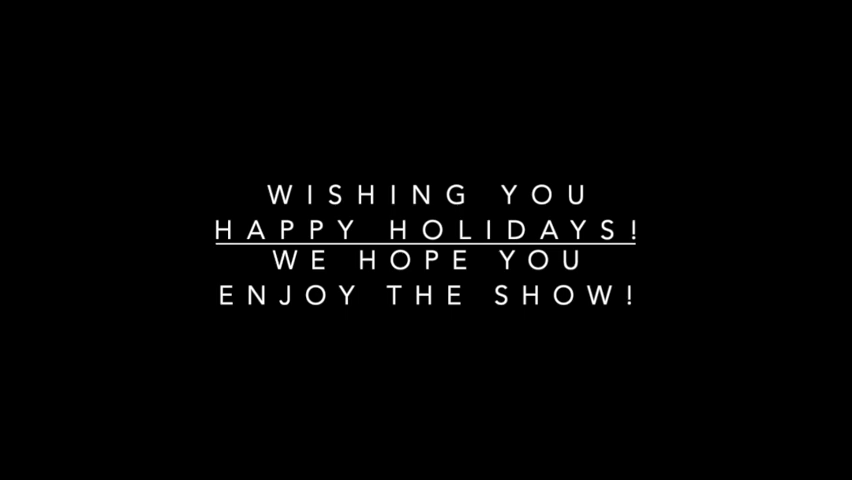 WISHING YOU
HAPPY HOLIDAYS!
WE HOPE YOU
ENJOY THE SHOW!